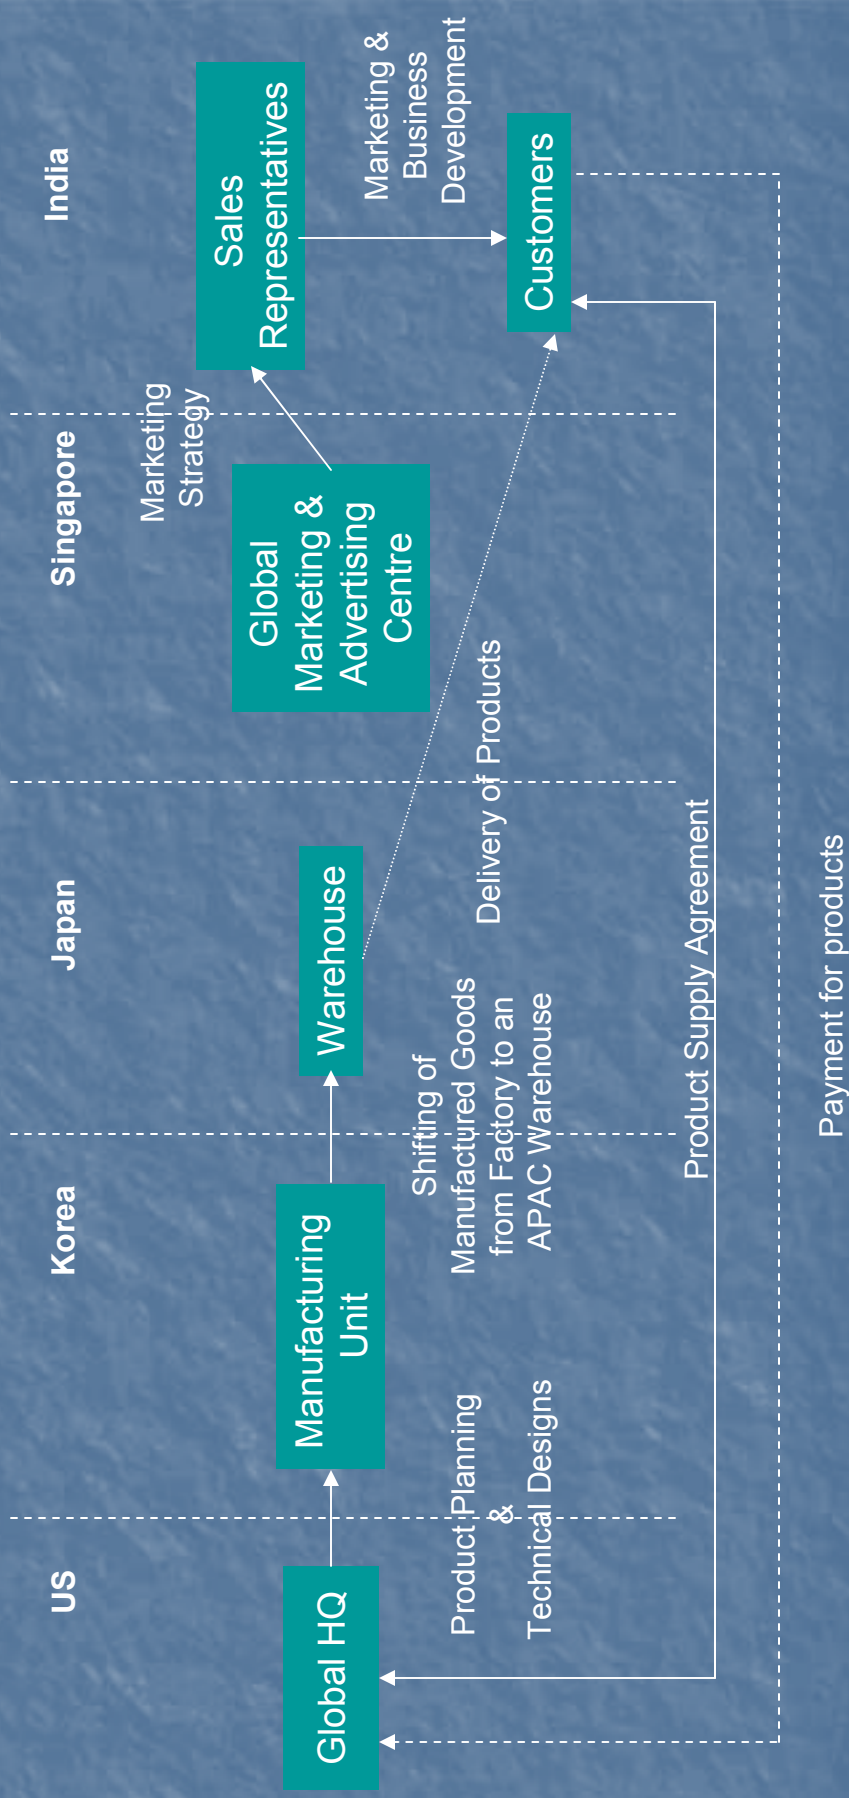 US
Korea
Japan
Singapore
India
Marketing
Strategy
Sales
Representatives
Global
Marketing &
Advertising
Centre
Marketing &
Business
Development
Global HQ
Manufacturing
Unit
Warehouse
Customers
Product Planning
&
Technical Designs
Shifting of
Manufactured Goods
from Factory to an
APAC Warehouse
Delivery of Products
Product Supply Agreement
Payment for products